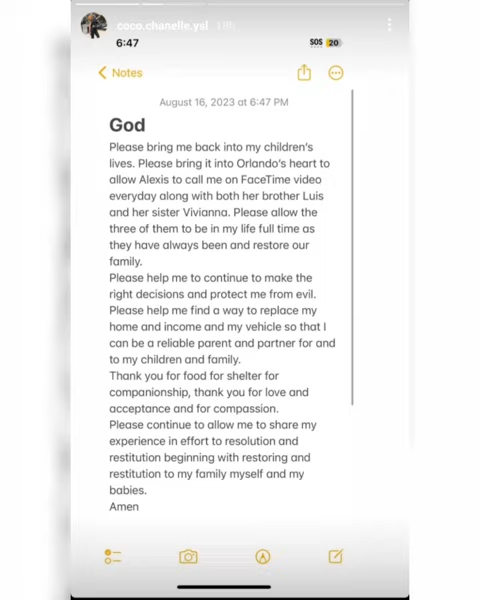 coco.chanelle.ysl 18h
6:47
SOS 20
Notes
August 16, 2023 at 6:47 PM
God
Please bring me back into my children's
lives. Please bring it into Orlando's heart to
allow Alexis to call me on FaceTime video
everyday along with both her brother Luis
and her sister Vivianna. Please allow the
three of them to be in my life full time as
they have always been and restore our
family.
Please help me to continue to make the
right decisions and protect me from evil.
Please help me find a way to replace my
home and income and my vehicle so that I
can be a reliable parent and partner for and
to my children and family.
Thank you for food for shelter for
companionship, thank you for love and
acceptance and for compassion.
Please continue to allow me to share my
experience in effort to resolution and
restitution beginning with restoring and
restitution to my family myself and my
babies.
Amen